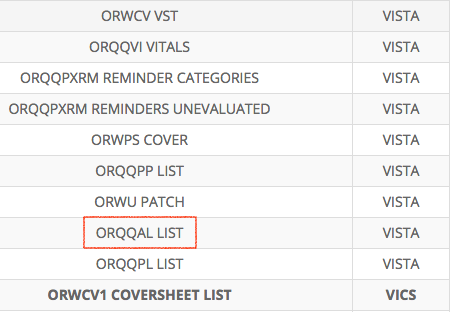 ORWCV VST VISTA
ORQQVI VITALS VISTA
ORQQPXRM REMINDER CATEGORIES VISTA
ORQQPXRM REMINDERS UNEVALUATED VISTA
ORWPS COVER VISTA
ORQQPP LIST VISTA
ORWU PATCH VISTA
ORQQAL LIST VISTA
ORQQPL LIST VISTA
ORWCV1 COVERSHEET LIST VICS